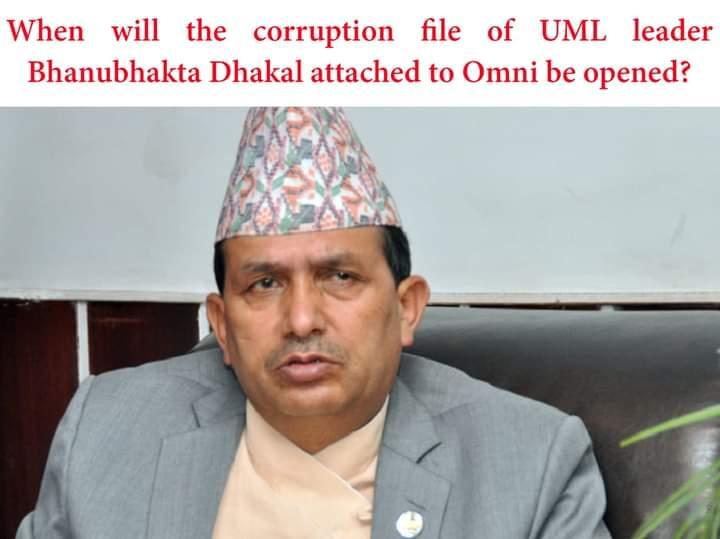 When will the corruption file of UML leader
Bhanubhakta Dhakal attached to Omni be opened?